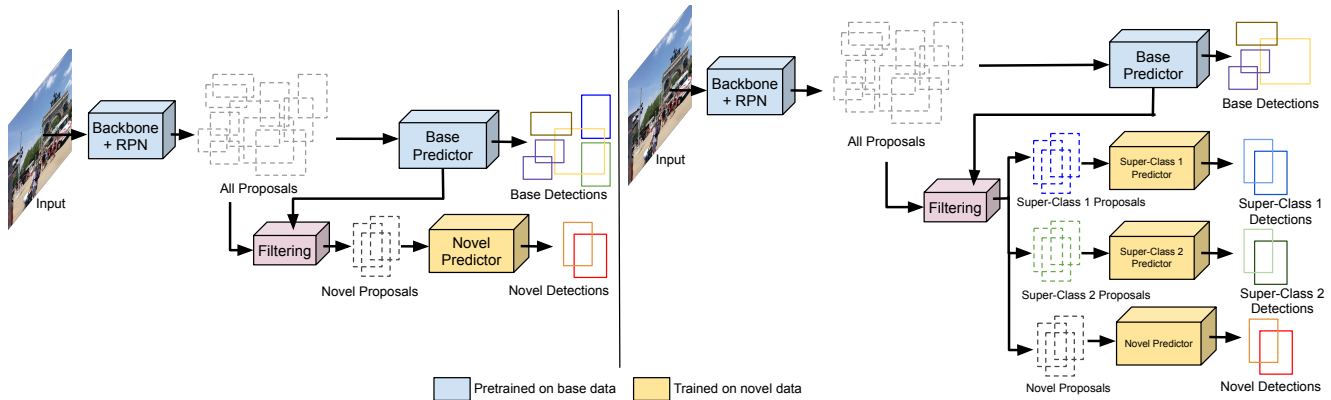 Input
Backbone
+ RPN
All Proposals
Base
Predictor
Base Detections
Filtering
Novel Proposals
Novel
Predictor
Novel Detections
Input
Backbone
+ RPN
All Proposals
Base
Predictor
Base Detections
Filtering
Super-Class 1 Proposals
Super-Class 1
Predictor
Super-Class 1
Detections
Super-Class 2 Proposals
Super-Class 2
Predictor
Super-Class 2
Detections
Novel Proposals
Novel Predictor
Novel Detections
Pretrained on base data
Trained on novel data